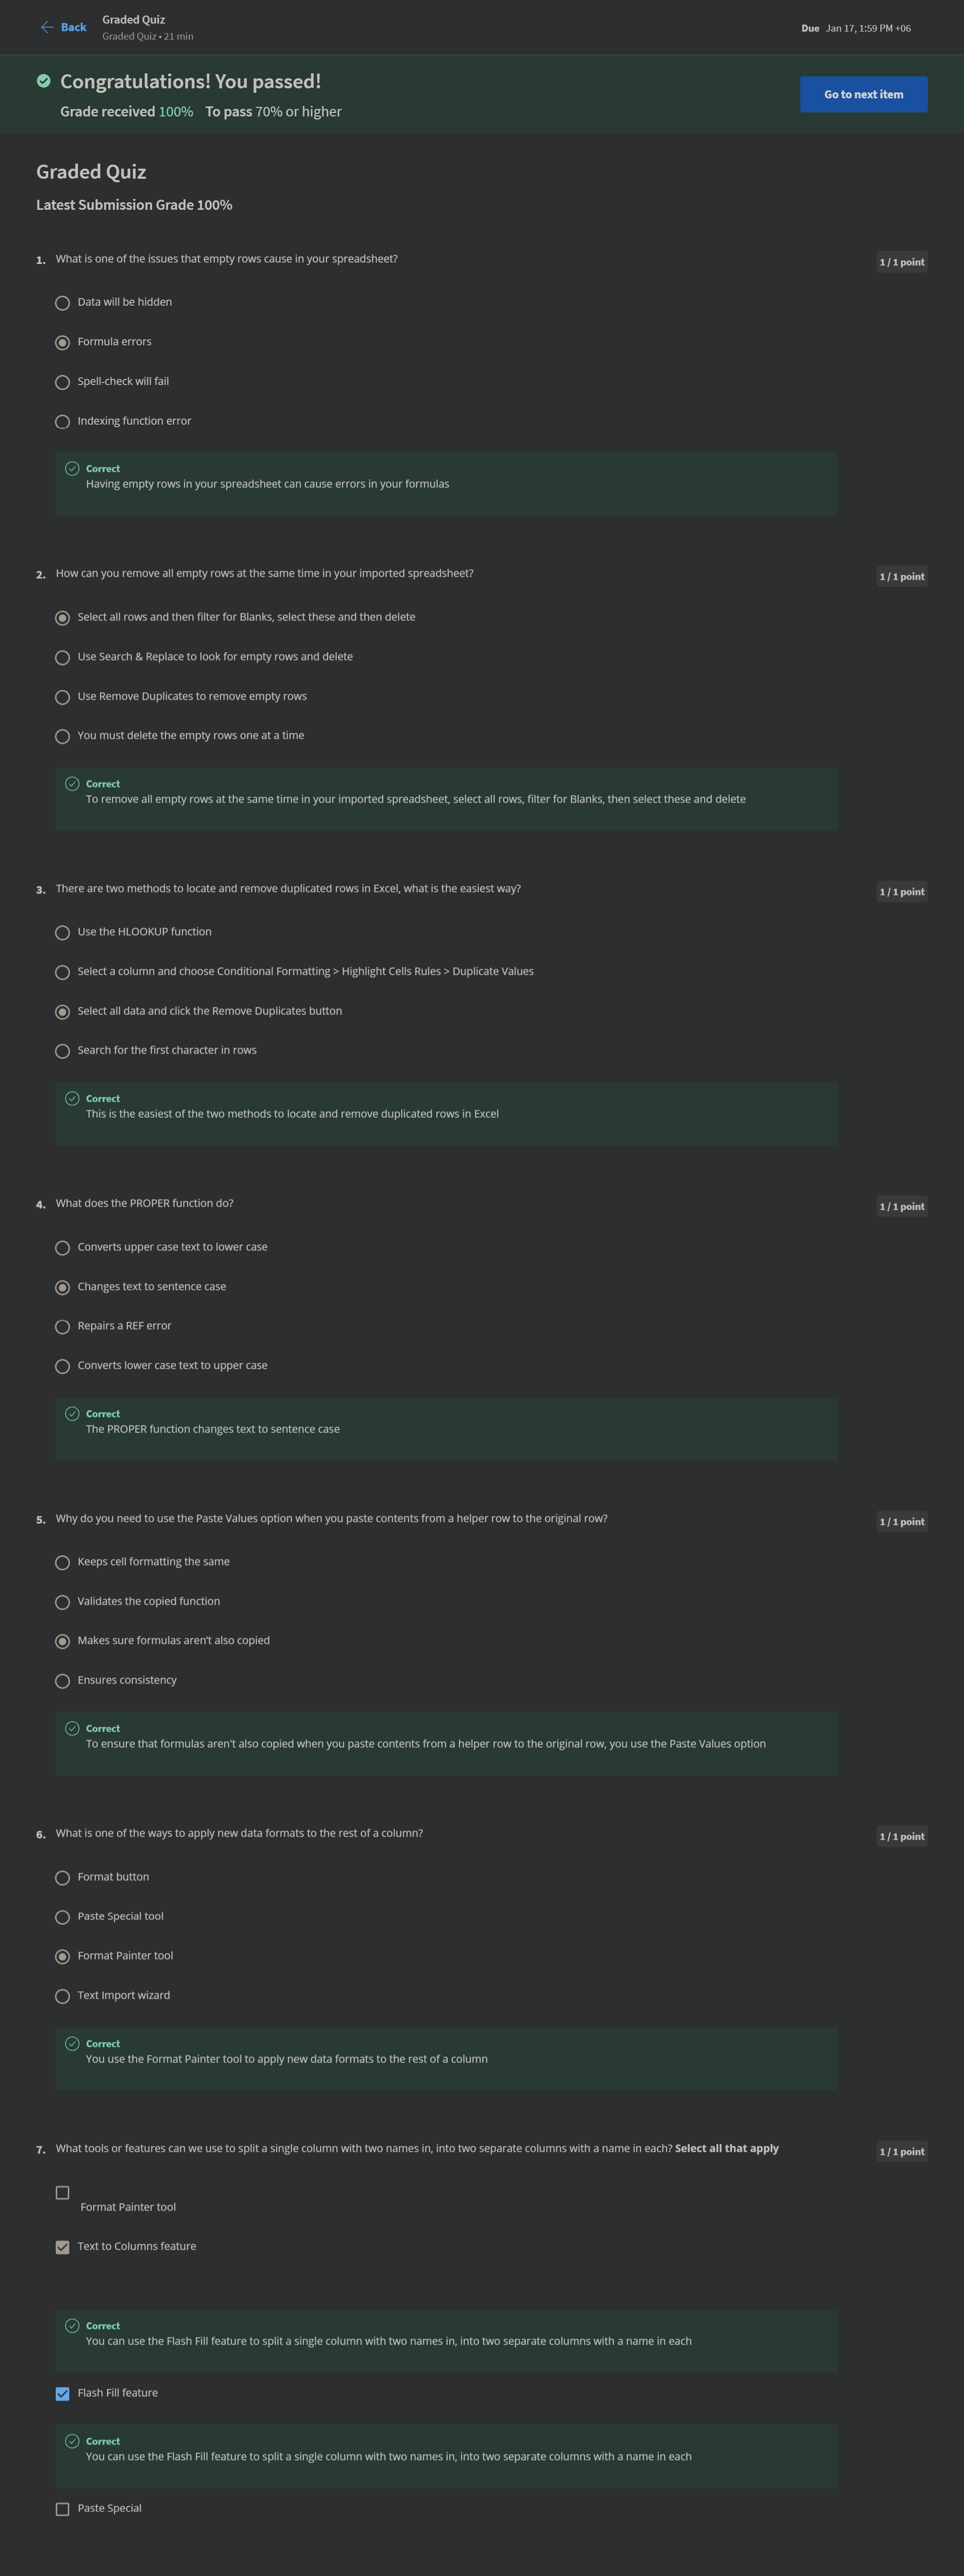 Back
Graded Quiz
Graded Quiz • 21 min
Due Jan 17, 1:59 PM +06
Congratulations! You passed!
Grade received 100% To pass 70% or higher
Go to next item
Graded Quiz
Latest Submission Grade 100%
1. What is one of the issues that empty rows cause in your spreadsheet?
1 / 1 point
Data will be hidden
Formula errors
Spell-check will fail
Indexing function error
Correct
Having empty rows in your spreadsheet can cause errors in your formulas
2. How can you remove all empty rows at the same time in your imported spreadsheet?
1 / 1 point
Select all rows and then filter for Blanks, select these and then delete
Use Search & Replace to look for empty rows and delete
Use Remove Duplicates to remove empty rows
You must delete the empty rows one at a time
Correct
To remove all empty rows at the same time in your imported spreadsheet, select all rows, filter for Blanks, then select these and delete
3. There are two methods to locate and remove duplicated rows in Excel, what is the easiest way?
1 / 1 point
Use the HLOOKUP function
Select a column and choose Conditional Formatting > Highlight Cells Rules > Duplicate Values
Select all data and click the Remove Duplicates button
Search for the first character in rows
Correct
This is the easiest of the two methods to locate and remove duplicated rows in Excel
4. What does the PROPER function do?
1 / 1 point
Converts upper case text to lower case
Changes text to sentence case
Repairs a REF error
Converts lower case text to upper case
Correct
The PROPER function changes text to sentence case
5. Why do you need to use the Paste Values option when you paste contents from a helper row to the original row?
1 / 1 point
Keeps cell formatting the same
Validates the copied function
Makes sure formulas aren't also copied
Ensures consistency
Correct
To ensure that formulas aren't also copied when you paste contents from a helper row to the original row, you use the Paste Values option
6. What is one of the ways to apply new data formats to the rest of a column?
1 / 1 point
Format button
Paste Special tool
Format Painter tool
Text Import wizard
Correct
You use the Format Painter tool to apply new data formats to the rest of a column
7. What tools or features can we use to split a single column with two names in, into two separate columns with a name in each? Select all that apply
1 / 1 point
Format Painter tool
Text to Columns feature
Correct
You can use the Flash Fill feature to split a single column with two names in, into two separate columns with a name in each
Flash Fill feature
Correct
You can use the Flash Fill feature to split a single column with two names in, into two separate columns with a name in each
Paste Special